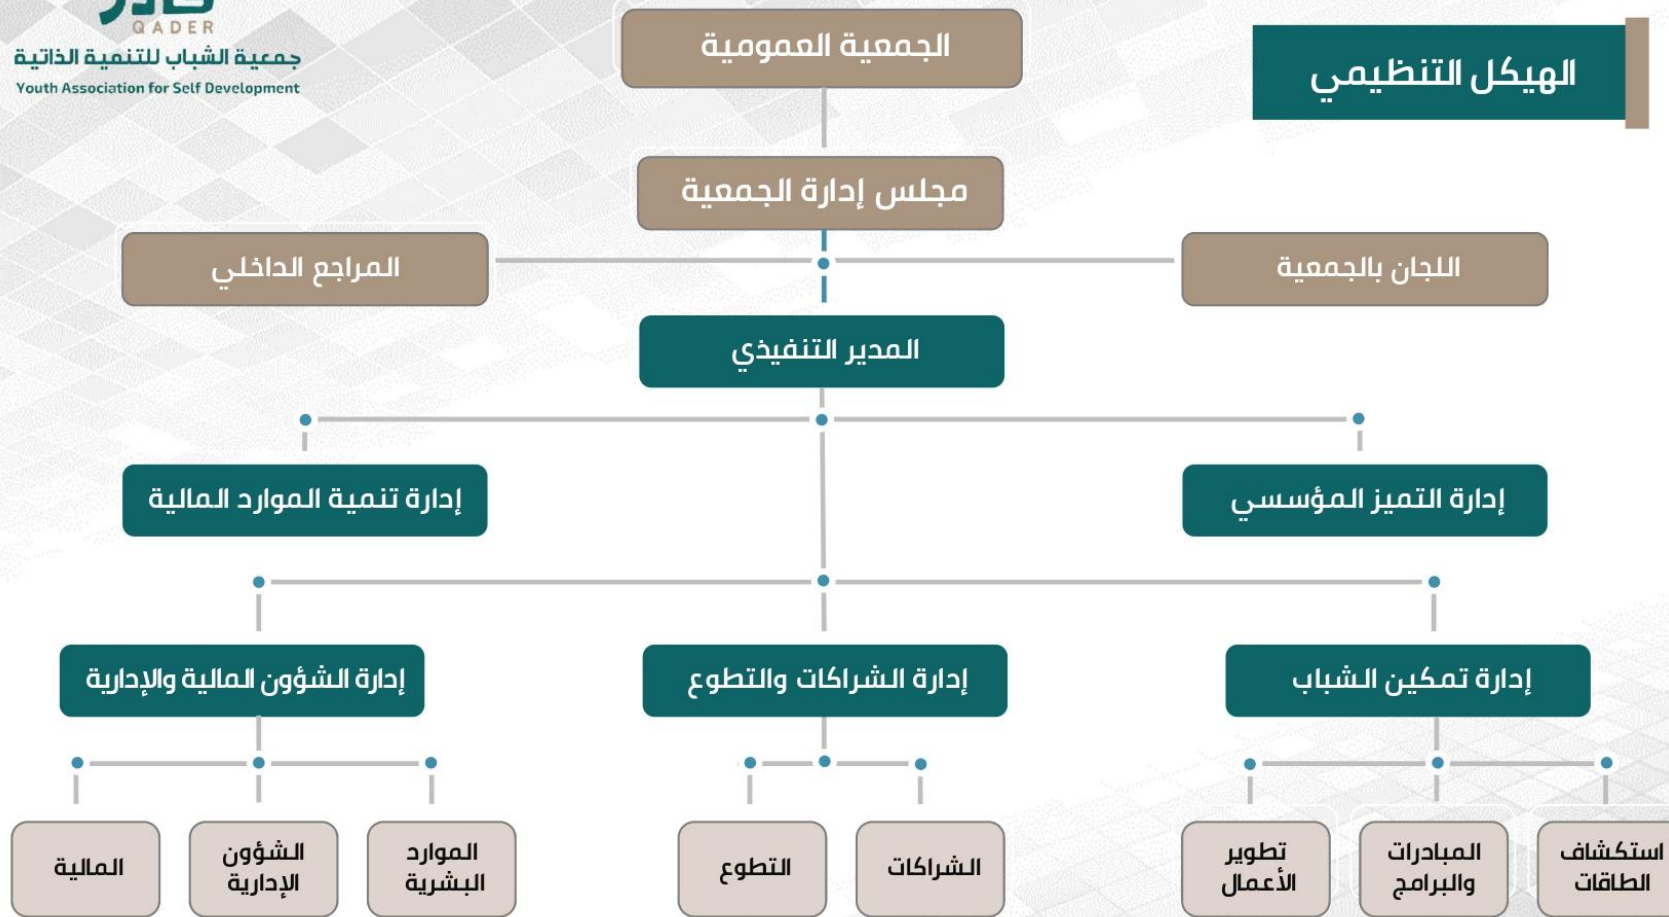 QADER
جمعية الشباب للتنمية الذاتية
Youth Association for Self Development
الهيكل التنظيمي
الجمعية العمومية
مجلس إدارة الجمعية
اللجان بالجمعية
المراجع الداخلي
المدير التنفيذي
إدارة التميز المؤسسي
إدارة تنمية الموارد المالية
إدارة تمكين الشباب
إدارة الشراكات والتطوع
إدارة الشؤون المالية والإدارية
استكشاف
الطاقات
المبادرات
والبرامج
تطوير
الأعمال
الشراكات
التطوع
الموارد
البشرية
الشؤون
الإدارية
المالية